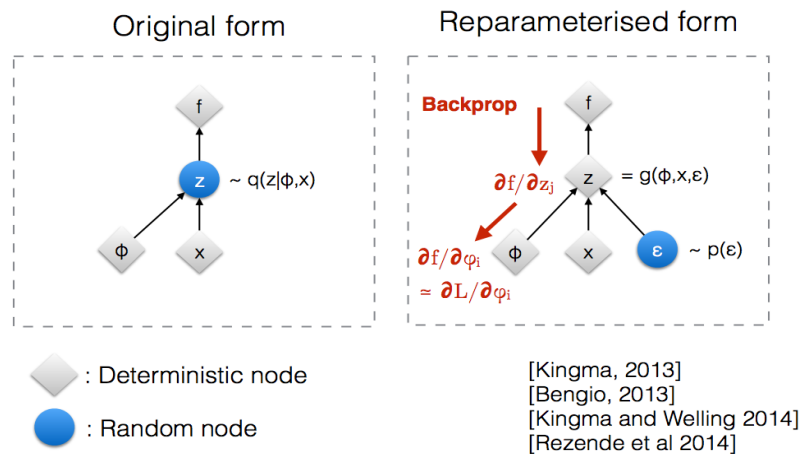 Original form
f
z ~ q(z|ϕ,x)
ϕ x
Reparameterised form
Backprop
f
∂f/∂zⱼ z = g(ϕ,x,ε)
ϕ x ε ~ p(ε)
∂f/∂φᵢ
≃ ∂L/∂φᵢ
: Deterministic node
: Random node
[Kingma, 2013]
[Bengio, 2013]
[Kingma and Welling 2014]
[Rezende et al 2014]